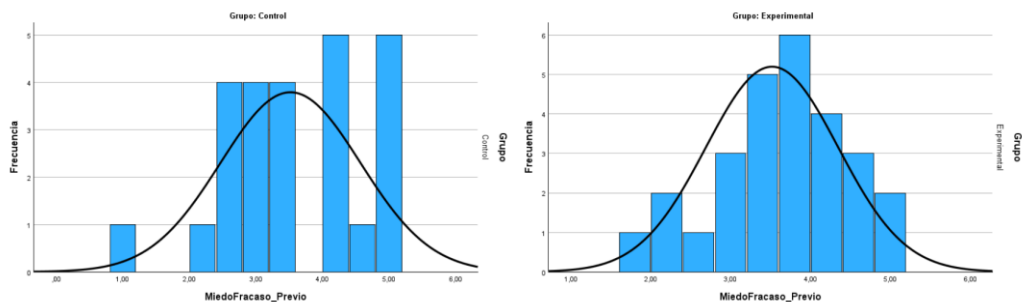 Grupo: Control
5
4
3
2
1
0
Frecuencia
,00
1,00
2,00
3,00
4,00
5,00
6,00
MiedoFracaso_Previo
Control
Grupo
Grupo: Experimental
6
5
4
3
2
1
0
Frecuencia
1,00
2,00
3,00
4,00
5,00
6,00
MiedoFracaso_Previo
Experimental
Grupo